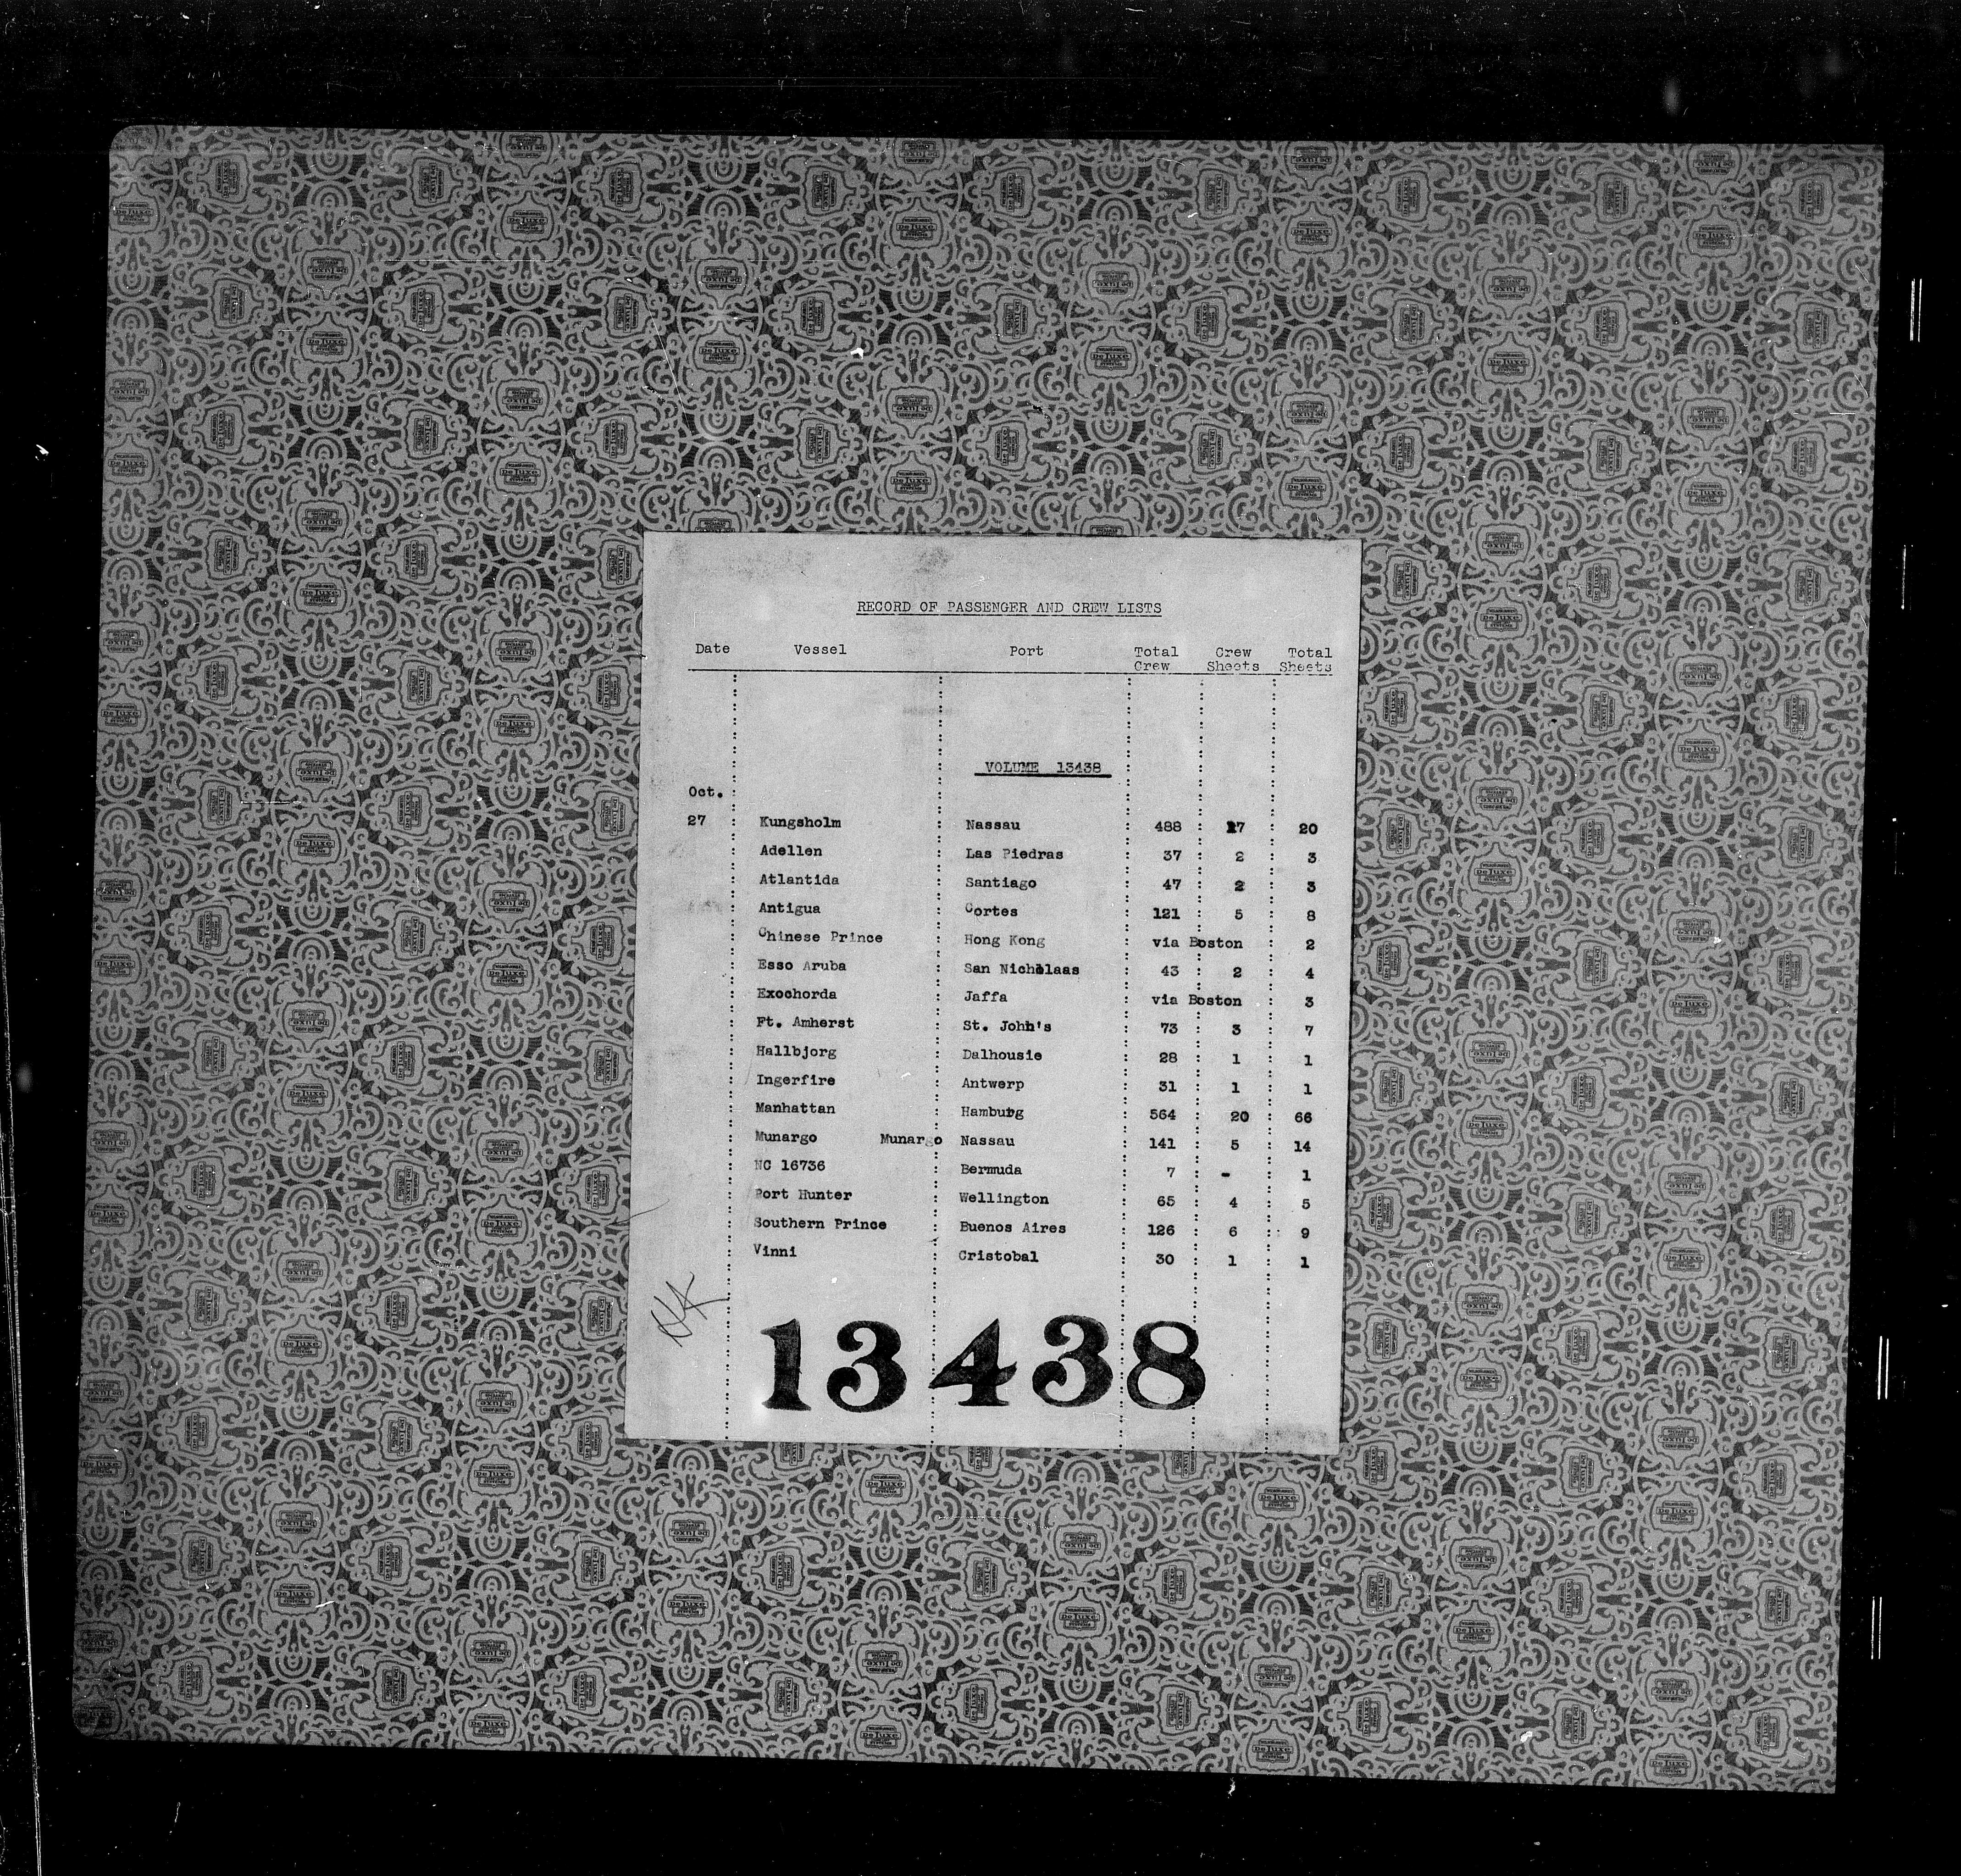 RECORD OF PASSENGER AND CREW LISTS
Date Vessel Port Total Crew Crew Sheets Total Sheets
VOLUME 13438
Oct.
27 Kungsholm Nassau 488 17 20
Adellen Las Piedras 37 2 3
Atlantida Santiago 47 2 3
Antigua Cortes 121 5 8
Chinese Prince Hong Kong via Boston 2
Esso Aruba San Nicholaas 43 2 4
Exochorda Jaffa via Boston 3
Ft. Amherst St. John's 73 3 7
Hallbjorg Dalhousie 28 1 1
Ingerfire Antwerp 31 1 1
Manhattan Hamburg 564 20 66
Munargo Munargo Nassau 141 5 14
NC 16736 Bermuda 7 - 1
Port Hunter Wellington 65 4 5
Southern Prince Buenos Aires 126 6 9
Vinni Cristobal 30 1 1
13438